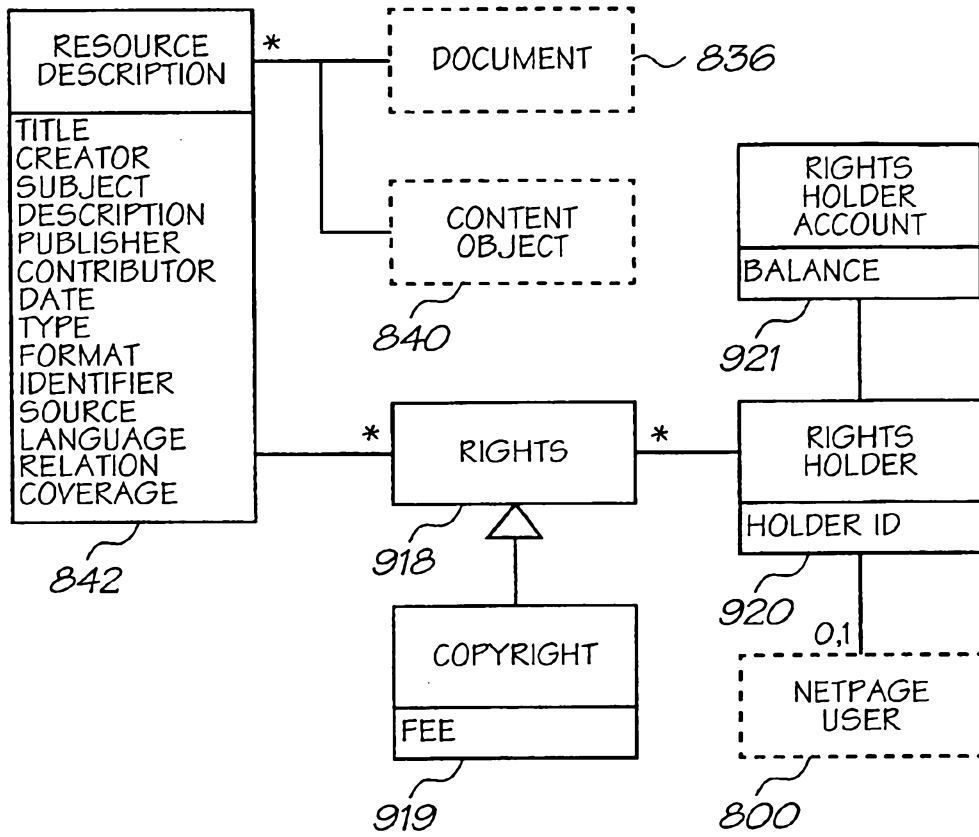 RESOURCE
DESCRIPTION
*
TITLE
CREATOR
SUBJECT
DESCRIPTION
PUBLISHER
CONTRIBUTOR
DATE
TYPE
FORMAT
IDENTIFIER
SOURCE
LANGUAGE
RELATION
COVERAGE
842
DOCUMENT
836
CONTENT
OBJECT
840
*
RIGHTS
*
918
COPYRIGHT
FEE
919
RIGHTS
HOLDER
ACCOUNT
BALANCE
921
RIGHTS
HOLDER
HOLDER ID
920
0,1
NETPAGE
USER
800